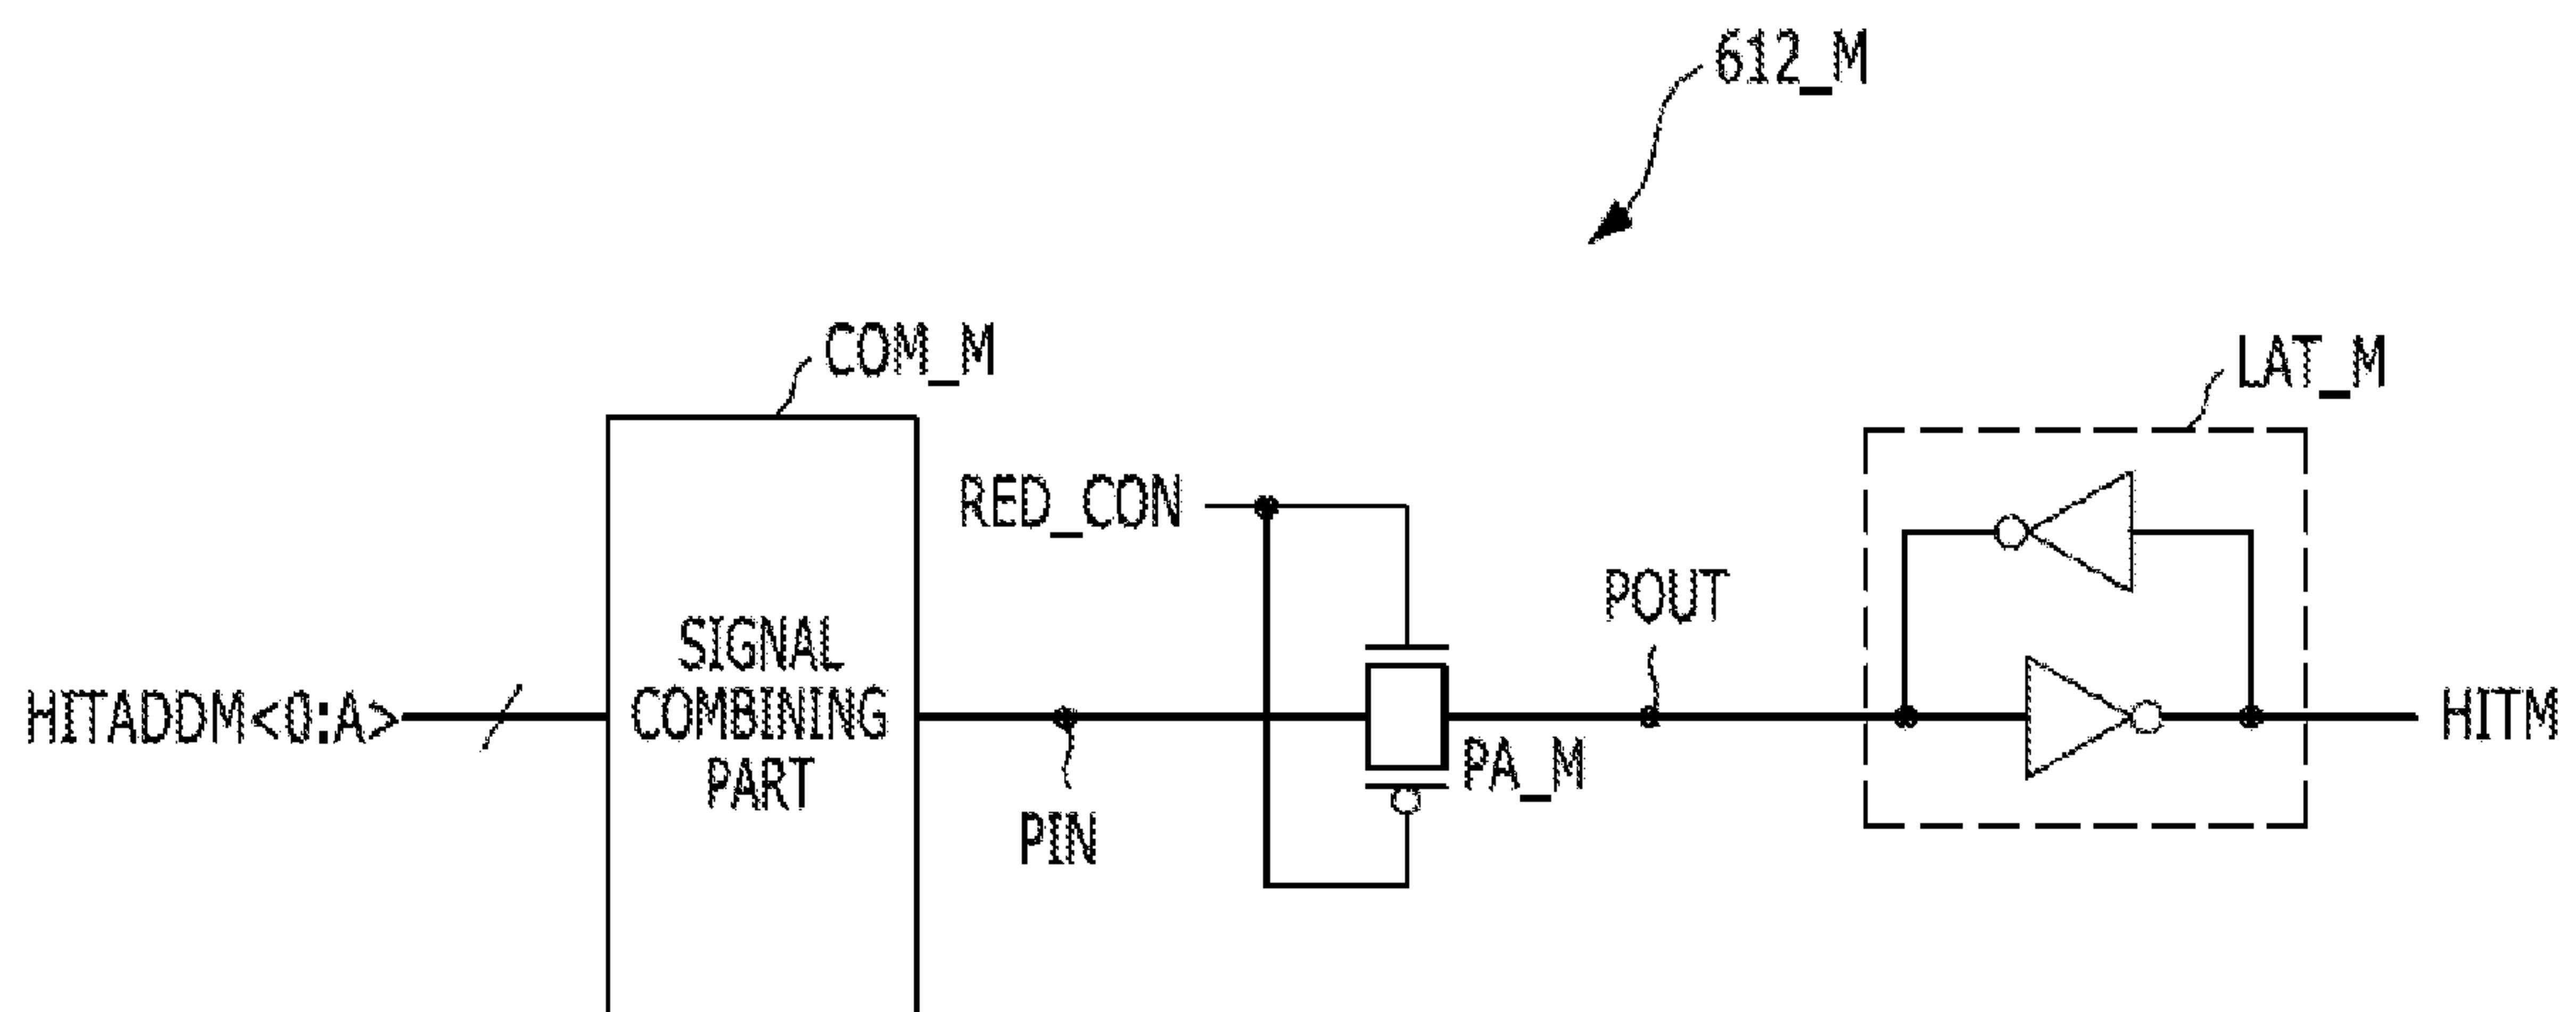 612_M
COM_M
LAT_M
RED_CON
POUT
SIGNAL
HITADDM<0:A>
COMBINING
HITM
PART
PA_M
PIN